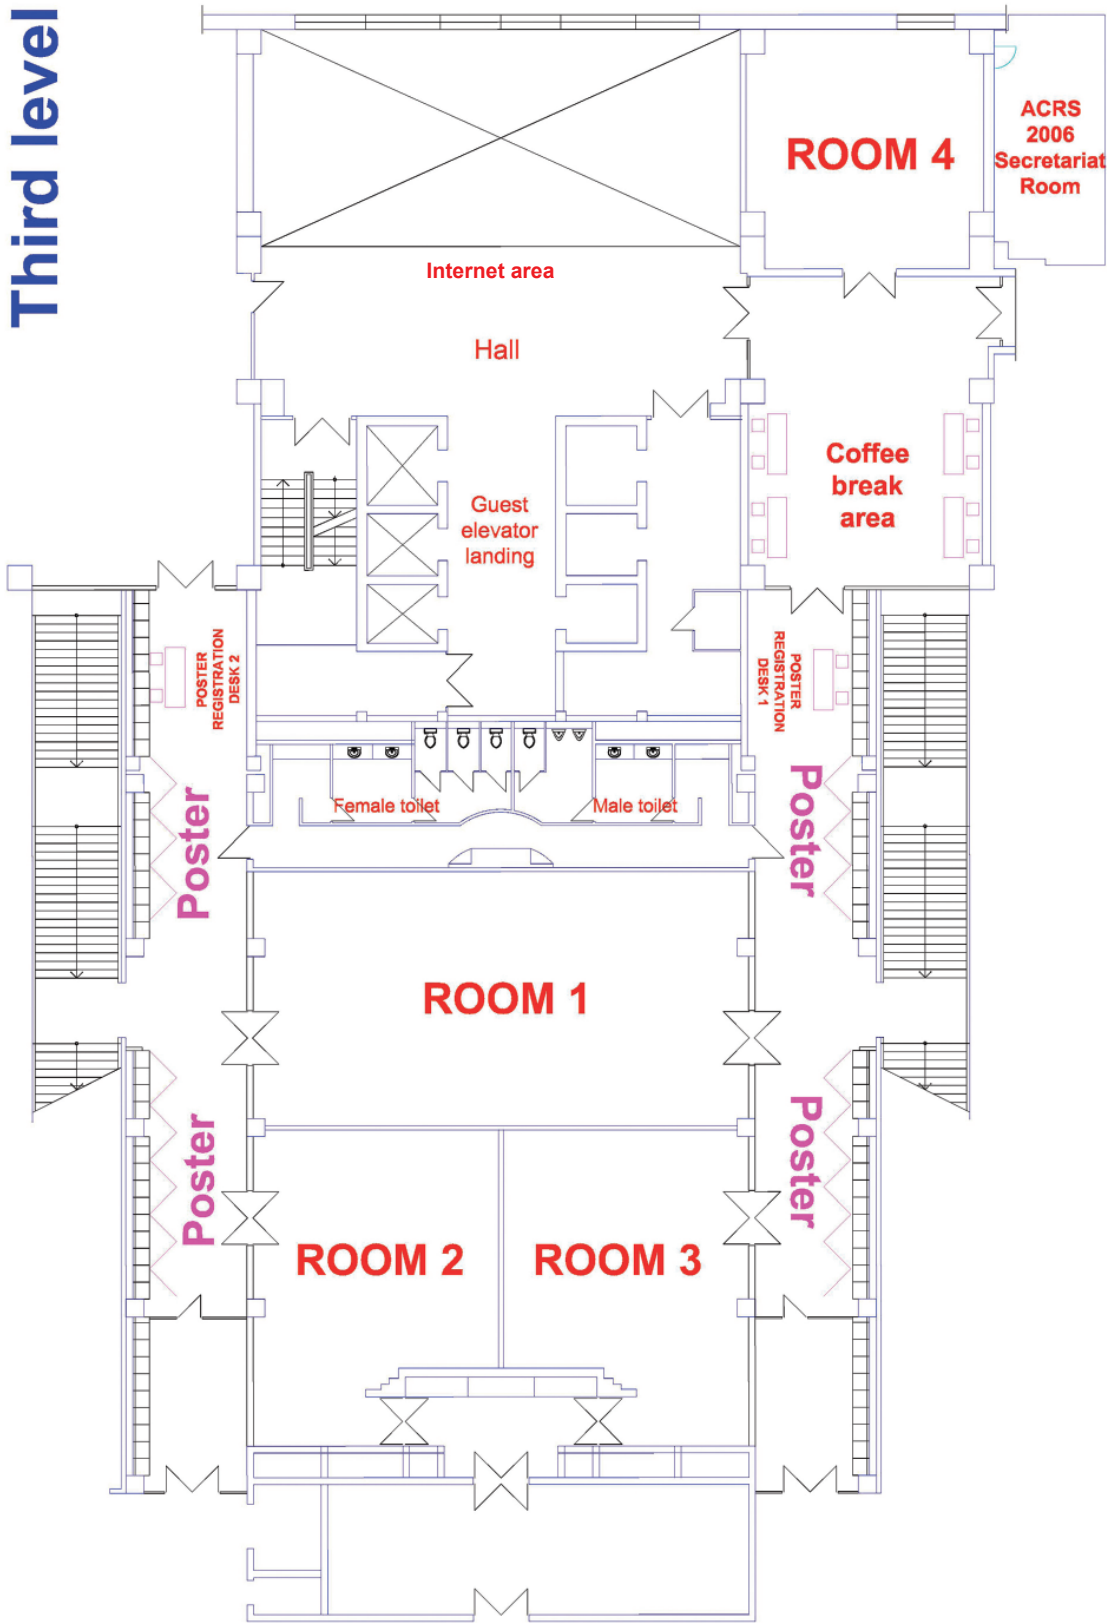 Third level
ROOM 4
ACRS
2006
Secretariat
Room
Internet area
Hall
Coffee
break
area
Guest
elevator
landing
POSTER
REGISTRATION
DESK 2
POSTER
REGISTRATION
DESK 1
Poster
Poster
Female toilet
Male toilet
ROOM 1
Poster
Poster
ROOM 2
ROOM 3